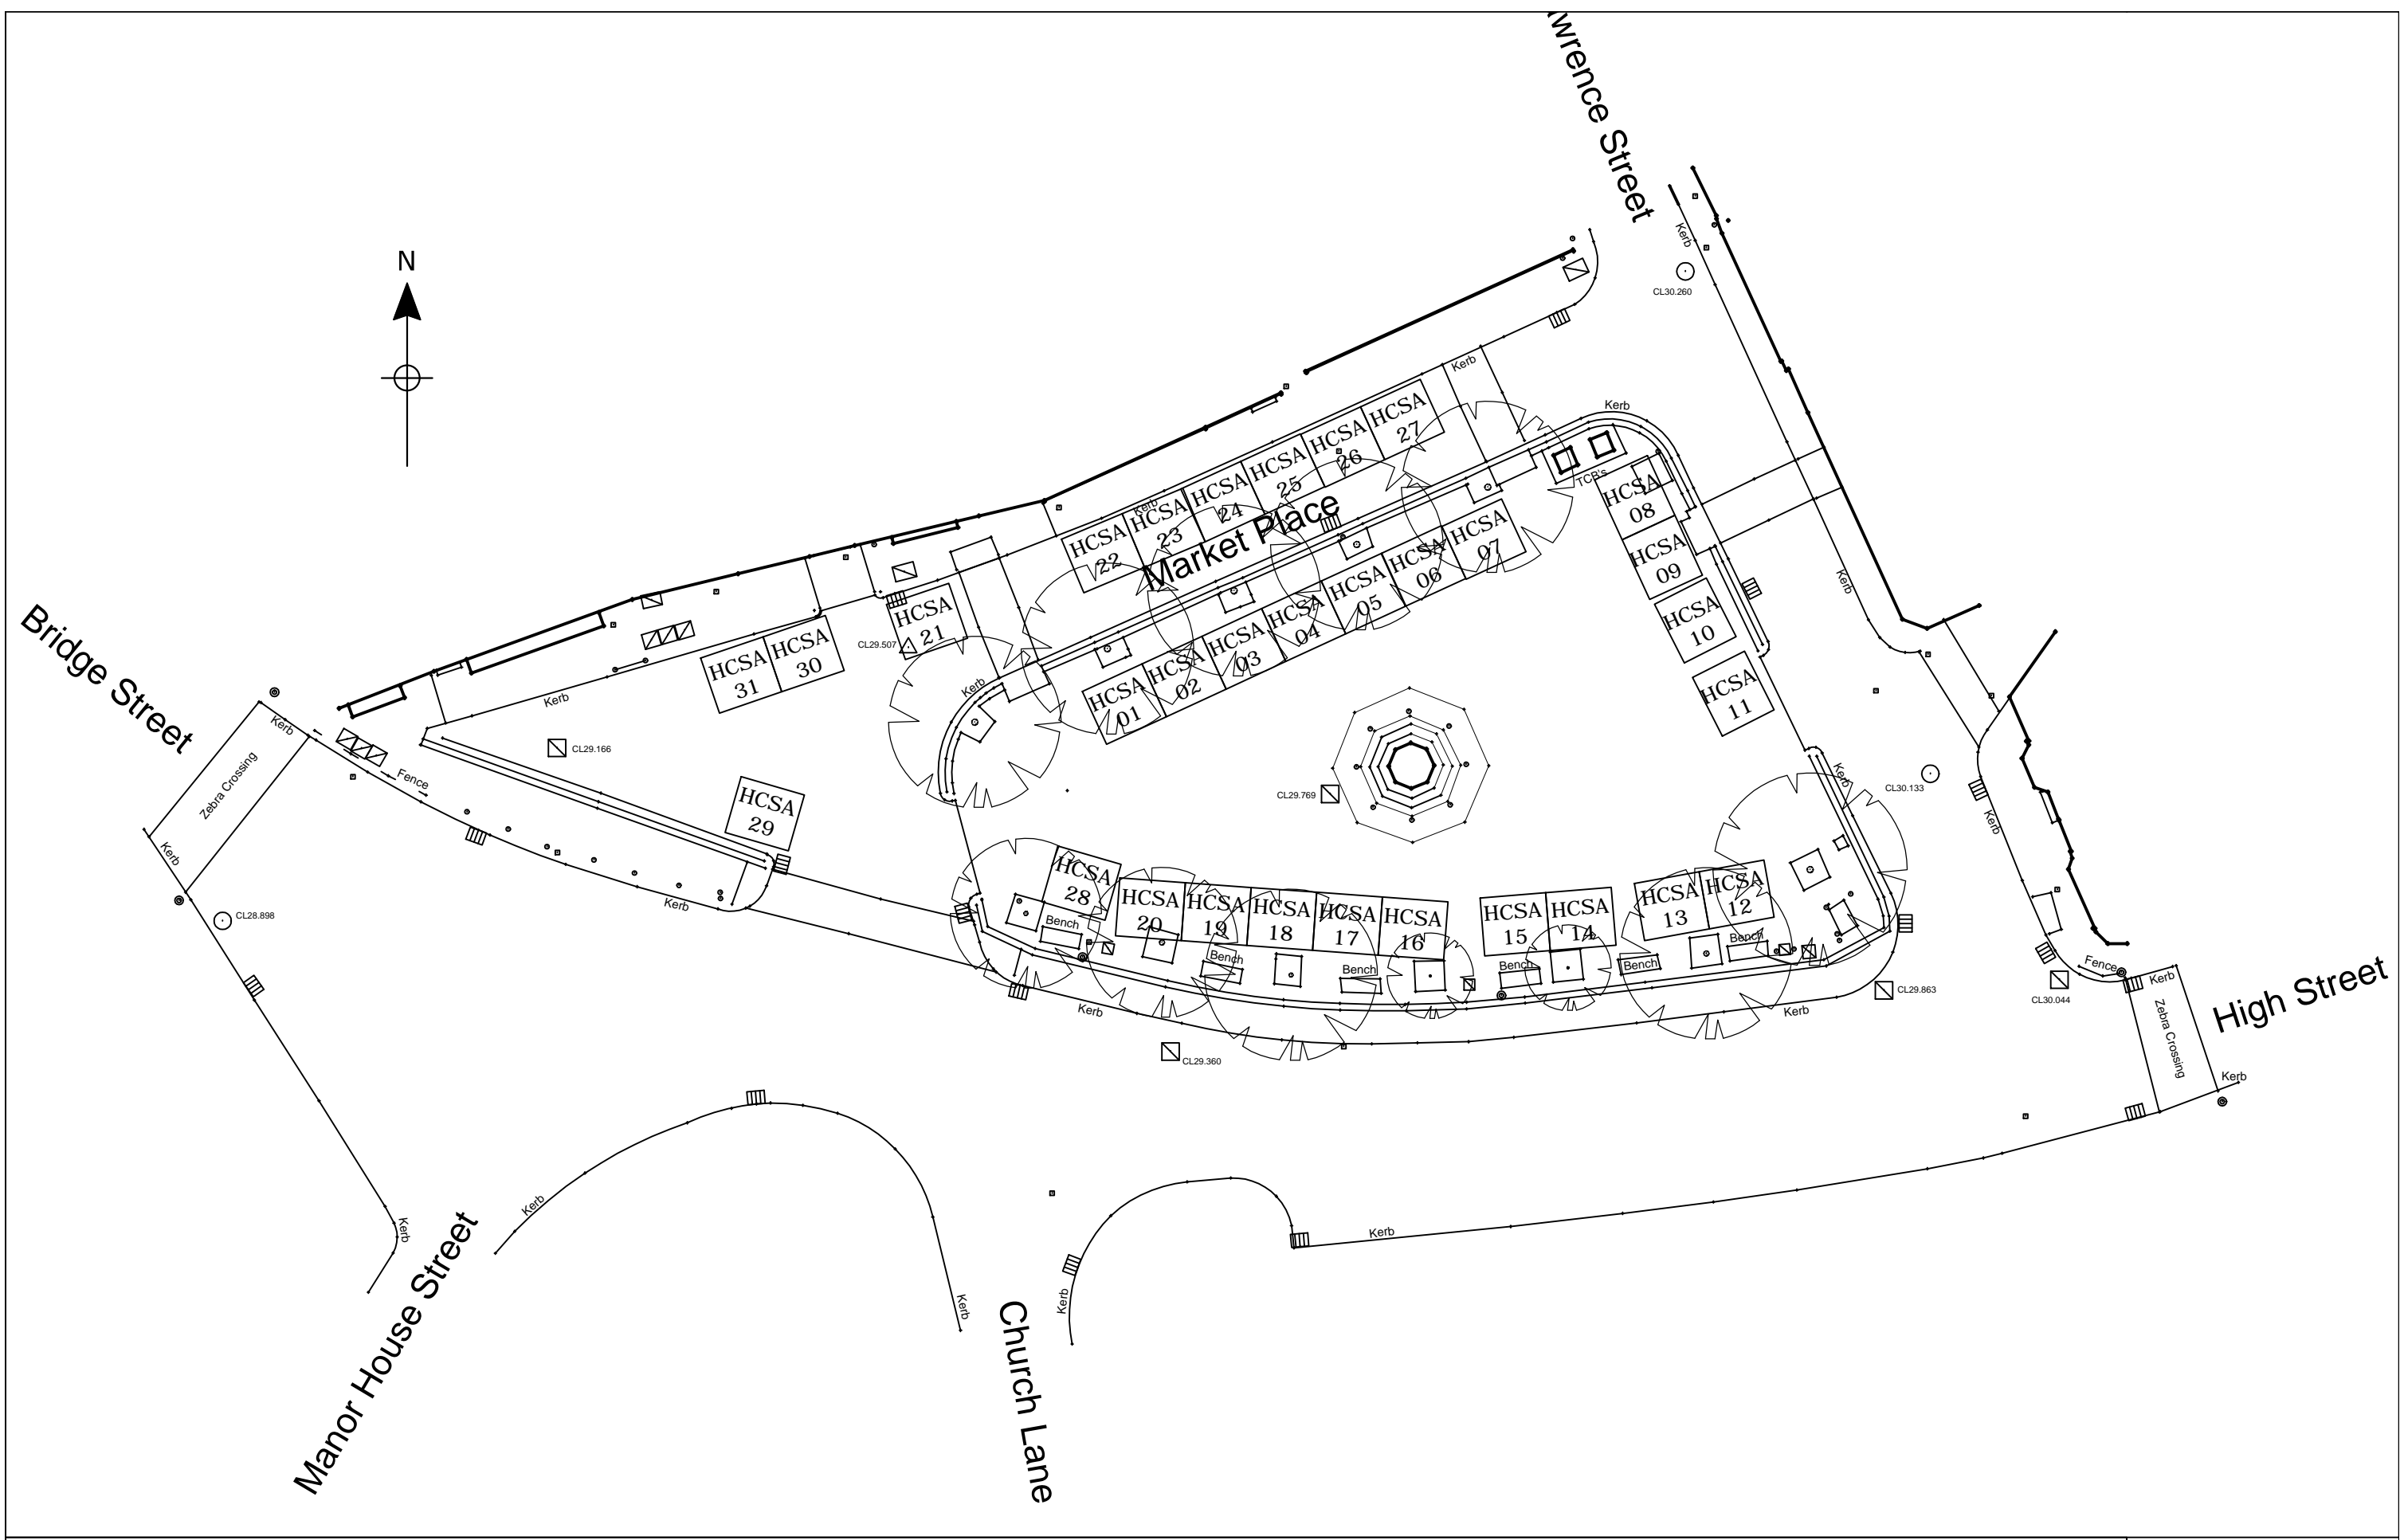 wrence Street
N
Kerb
CL30.260
Kerb
Kerb
HCSA
27
HCSA
26
HCSA
25
HCSA
24
HCSA
23
HCSA
22
Kerb
Market Place
TCB's
HCSA
08
HCSA
09
HCSA
10
HCSA
11
HCSA
07
HCSA
06
HCSA
05
HCSA
04
HCSA
03
HCSA
02
HCSA
01
HCSA
21
CL29.507
HCSA
30
HCSA
31
Kerb
Kerb
Kerb
Bridge Street
Kerb
Zebra Crossing
Fence
Kerb
CL29.166
HCSA
29
CL29.769
Kerb
CL30.133
Kerb
HCSA
28
HCSA
20
HCSA
19
HCSA
18
HCSA
17
HCSA
16
HCSA
15
HCSA
14
HCSA
13
HCSA
12
Bench
Bench
Bench
Bench
Bench
Bench
Kerb
CL28.898
Kerb
Kerb
CL29.360
CL29.863
Fence
Kerb
CL30.044
Zebra Crossing
High Street
Kerb
Kerb
Kerb
Kerb
Kerb
Kerb
Manor House Street
Church Lane